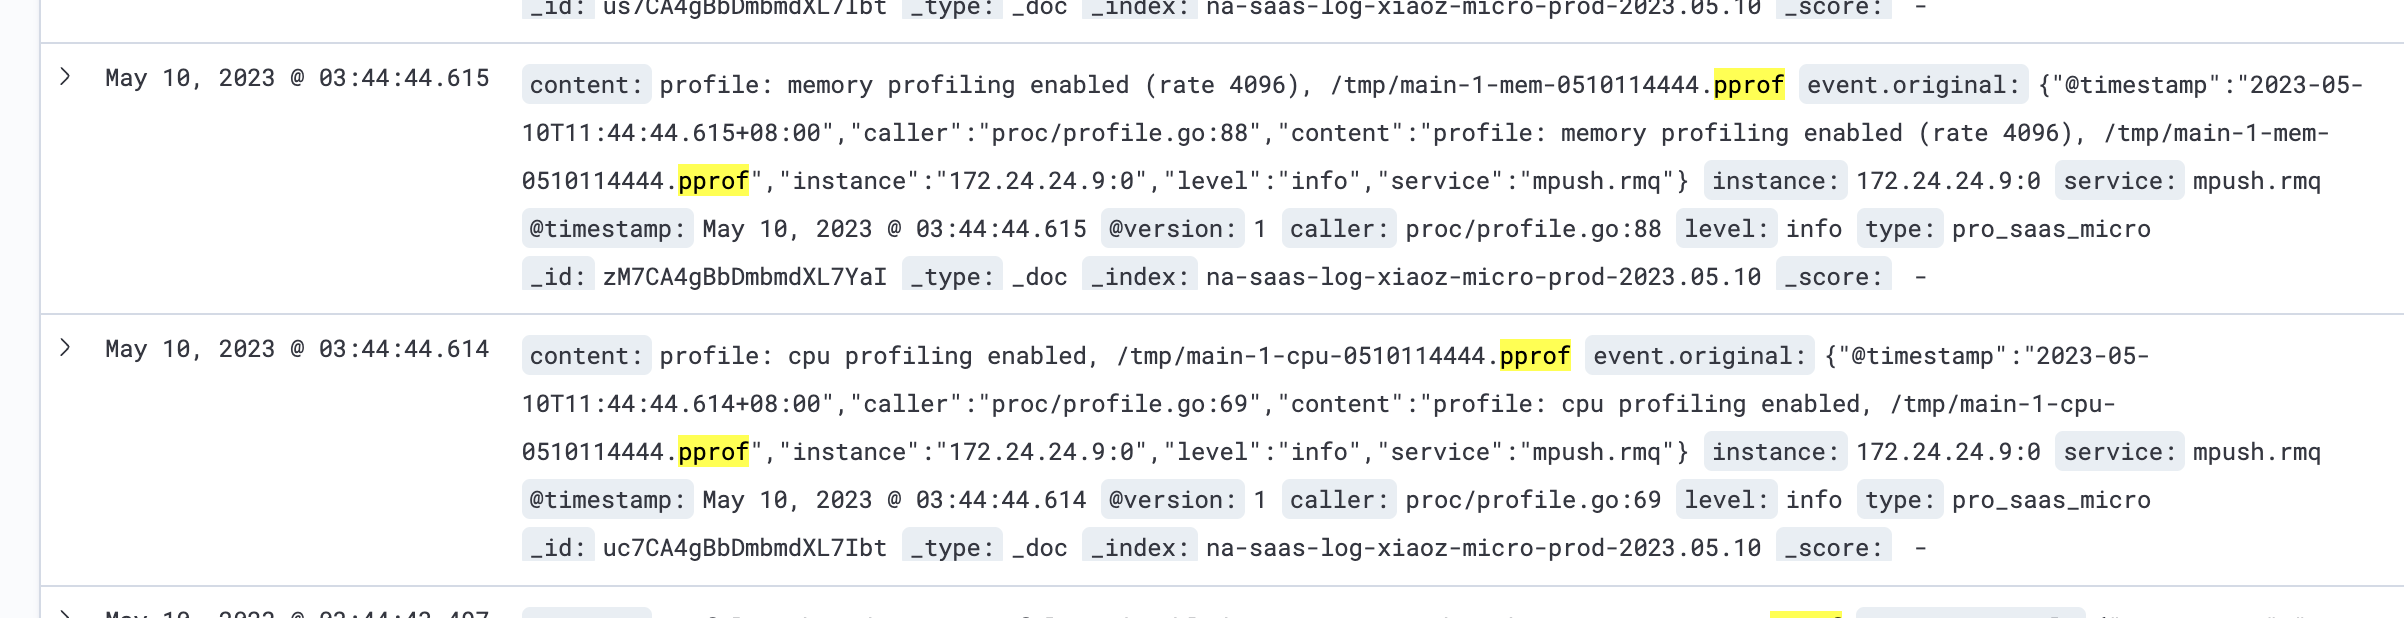 _id: us7CA4gBbDmbmdXL7Ibt _type: _doc _index: na-saas-log-xiaoz-micro-prod-2023.05.10 _score: -
May 10, 2023 @ 03:44:44.615
content: profile: memory profiling enabled (rate 4096), /tmp/main-1-mem-0510114444.pprof event.original: {"@timestamp":"2023-05-
10T11:44:44.615+08:00","caller":"proc/profile.go:88","content":"profile: memory profiling enabled (rate 4096), /tmp/main-1-mem-
0510114444.pprof","instance":"172.24.24.9:0","level":"info","service":"mpush.rmq"} instance: 172.24.24.9:0 service: mpush.rmq
@timestamp: May 10, 2023 @ 03:44:44.615 @version: 1 caller: proc/profile.go:88 level: info type: pro_saas_micro
_id: zM7CA4gBbDmbmdXL7YaI _type: _doc _index: na-saas-log-xiaoz-micro-prod-2023.05.10 _score: -
May 10, 2023 @ 03:44:44.614
content: profile: cpu profiling enabled, /tmp/main-1-cpu-0510114444.pprof event.original: {"@timestamp":"2023-05-
10T11:44:44.614+08:00","caller":"proc/profile.go:69","content":"profile: cpu profiling enabled, /tmp/main-1-cpu-
0510114444.pprof","instance":"172.24.24.9:0","level":"info","service":"mpush.rmq"} instance: 172.24.24.9:0 service: mpush.rmq
@timestamp: May 10, 2023 @ 03:44:44.614 @version: 1 caller: proc/profile.go:69 level: info type: pro_saas_micro
_id: uc7CA4gBbDmbmdXL7Ibt _type: _doc _index: na-saas-log-xiaoz-micro-prod-2023.05.10 _score: -